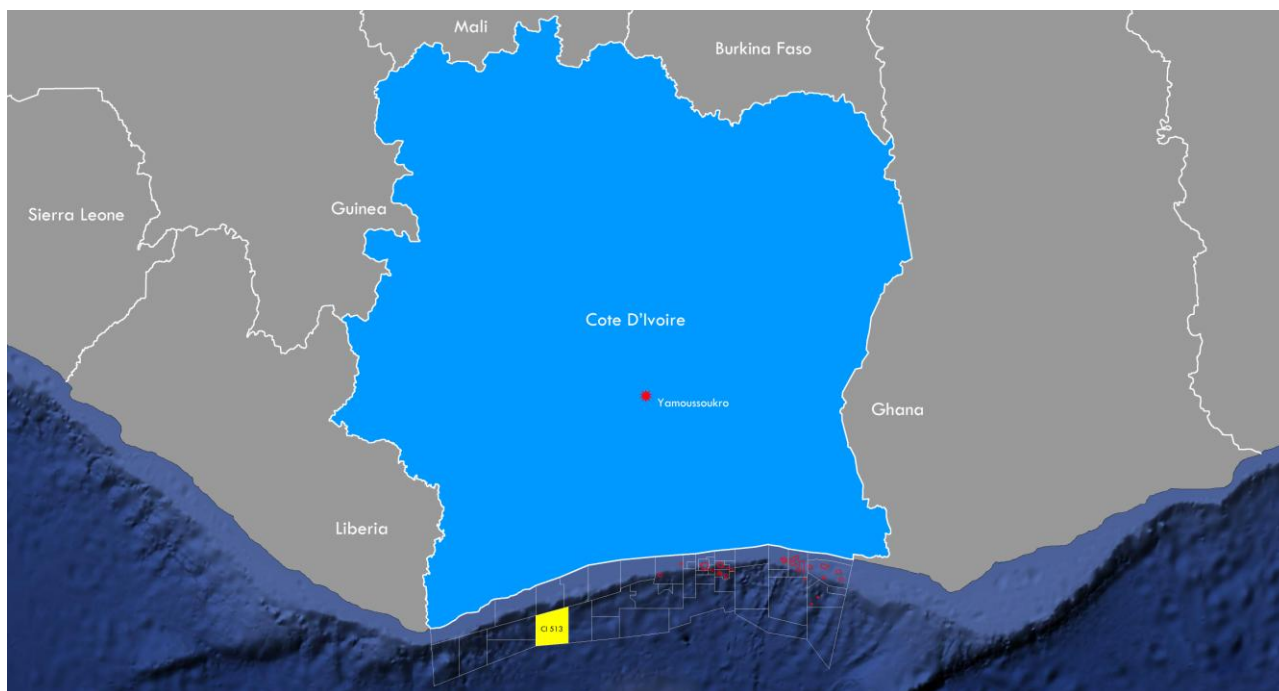 Mali
Burkina Faso
Guinea
Sierra Leone
Cote D'Ivoire
Yamoussoukro
Ghana
Liberia
CI 513